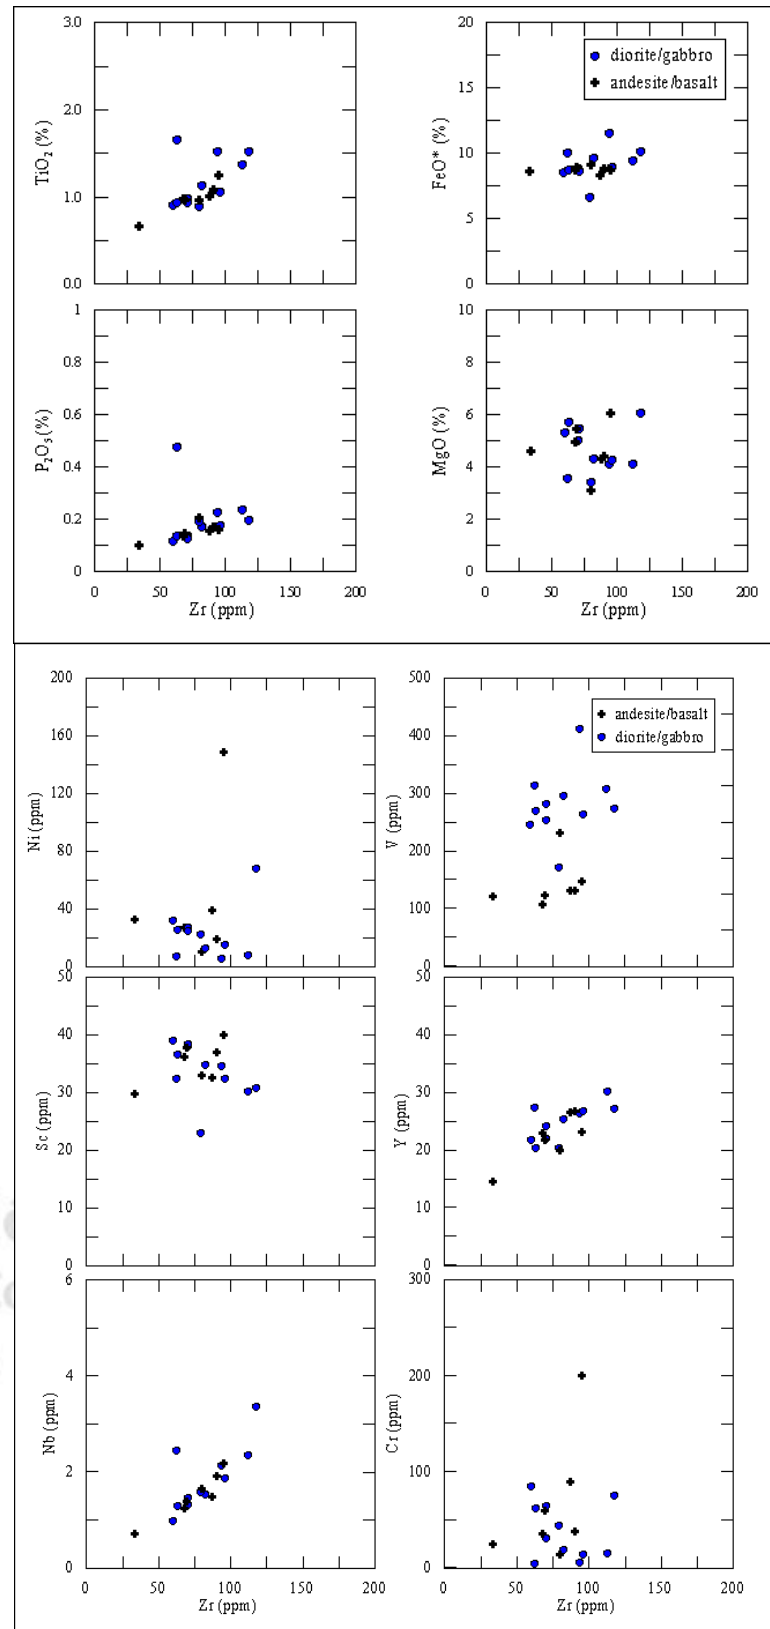 3.0
2.0
1.0
0.0
TiO2 (%)
20
15
10
5
0
FeO* (%)
diorite/gabbro
andesite/basalt
1
0.8
0.6
0.4
0.2
0
P2O5 (%)
0 50 100 150 200
Zr (ppm)
10
8
6
4
2
0
MgO (%)
0 50 100 150 200
Zr (ppm)
200
160
120
80
40
0
Ni (ppm)
500
400
300
200
100
0
V (ppm)
andesite/basalt
diorite/gabbro
50
40
30
20
10
0
Sc (ppm)
50
40
30
20
10
0
Y (ppm)
6
4
2
0
Nb (ppm)
0 50 100 150 200
Zr (ppm)
300
200
100
0
Cr (ppm)
0 50 100 150 200
Zr (ppm)